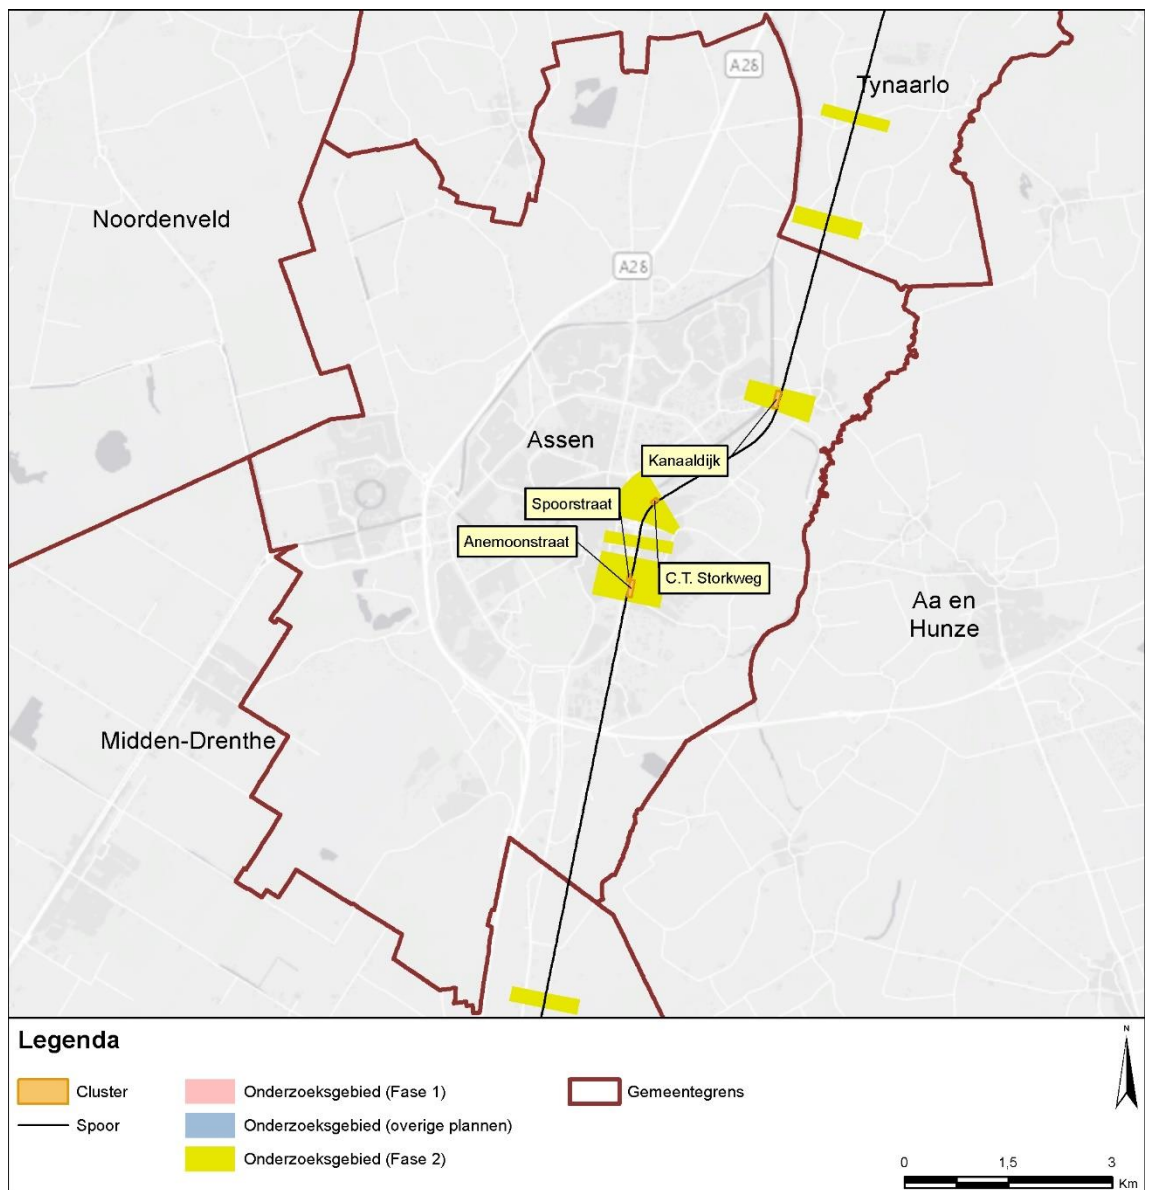 A28
Tynaarlo
Noordenveld
A28
Assen
Kanaaldijk
Spoorstraat
Anemoonstraat
C.T. Storkweg
Aa en
Hunze
Midden-Drenthe
Legenda
N
Cluster
Onderzoeksgebied (Fase 1)
Gemeentegrens
Spoor
Onderzoeksgebied (overige plannen)
Onderzoeksgebied (Fase 2)
0 1,5 3
Km